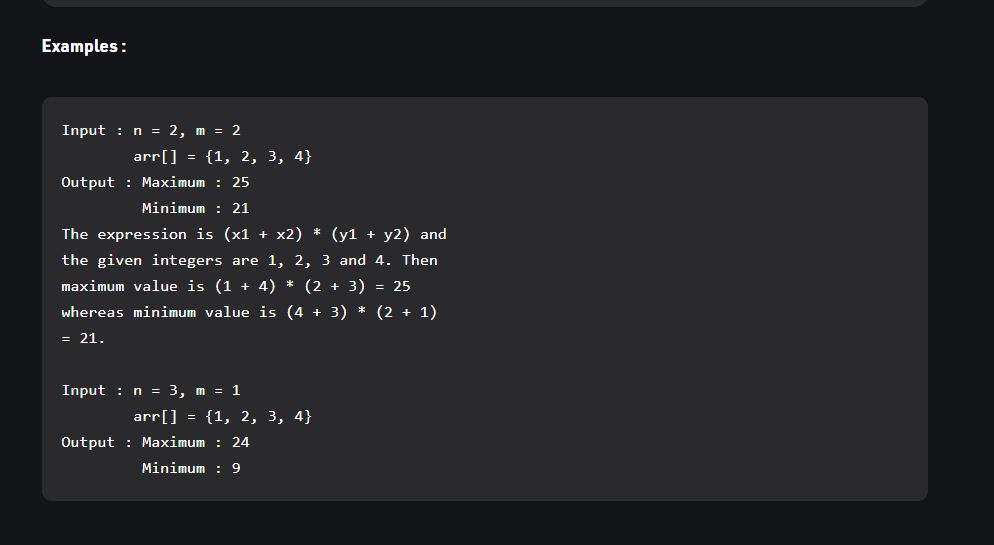 Examples:
Input : n = 2, m = 2
arr[] = {1, 2, 3, 4}
Output : Maximum : 25
Minimum : 21
The expression is (x1 + x2) * (y1 + y2) and
the given integers are 1, 2, 3 and 4. Then
maximum value is (1 + 4) * (2 + 3) = 25
whereas minimum value is (4 + 3) * (2 + 1)
= 21.
Input : n = 3, m = 1
arr[] = {1, 2, 3, 4}
Output : Maximum : 24
Minimum : 9